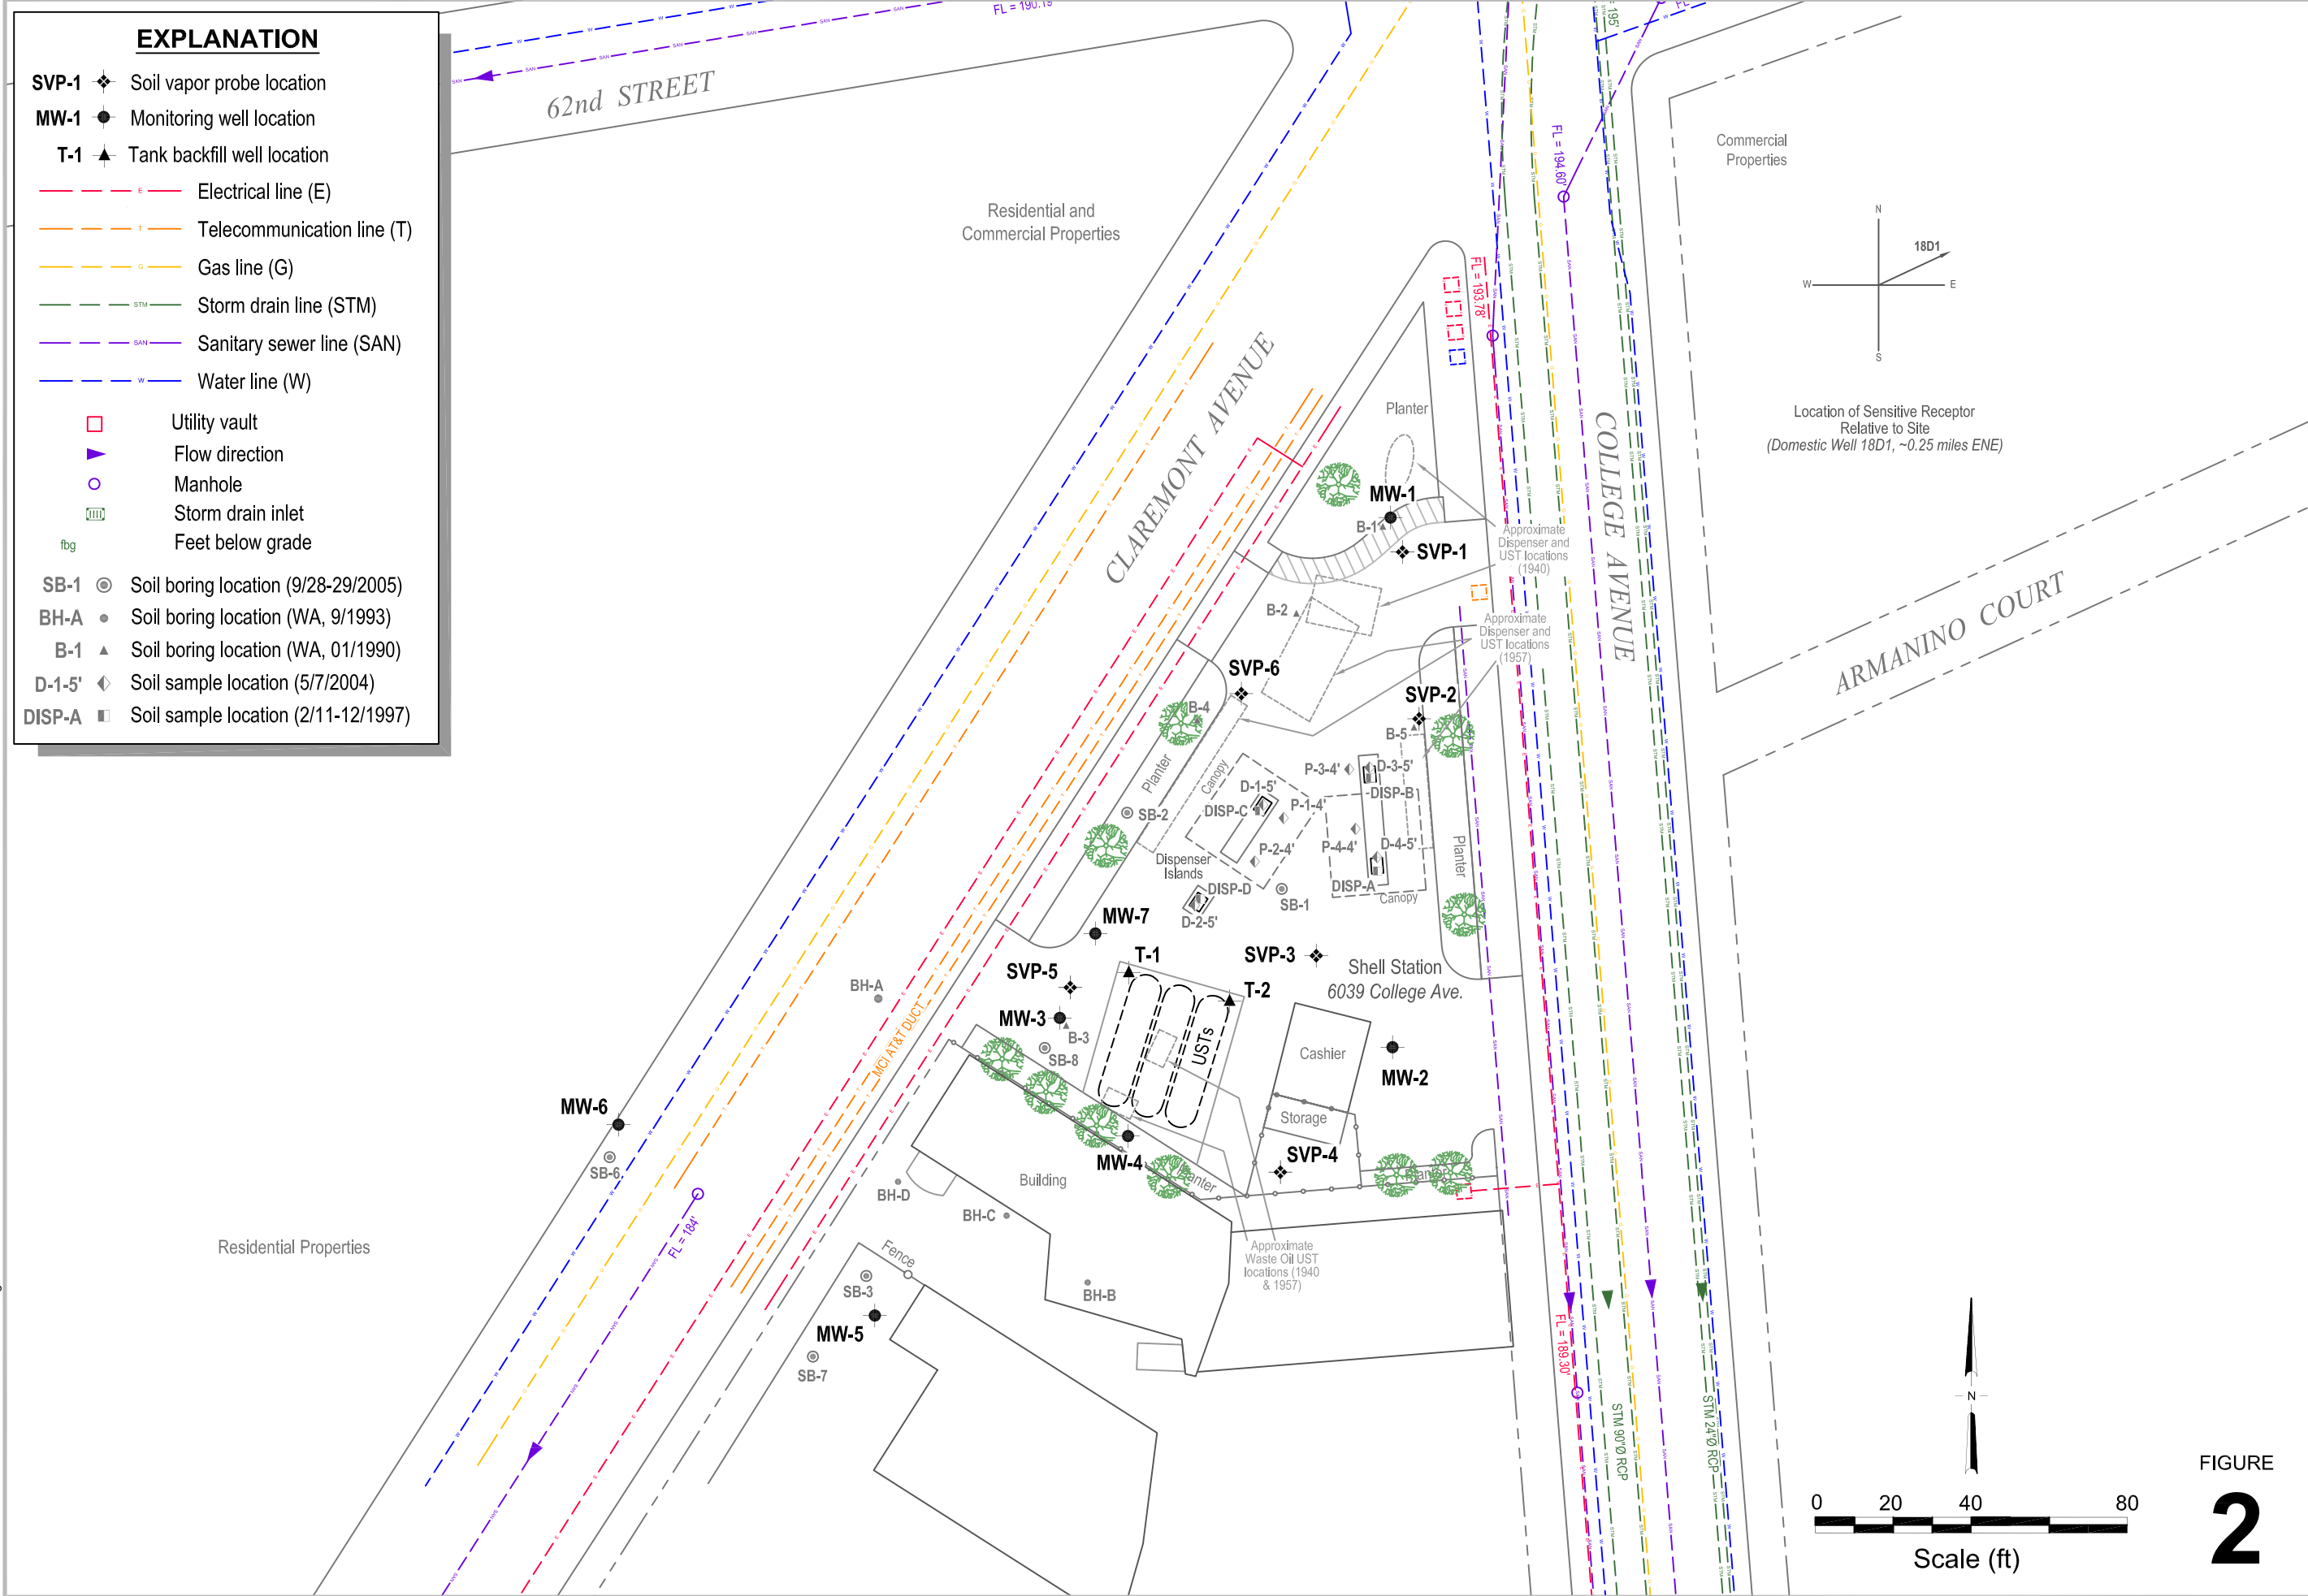 EXPLANATION
SVP-1 Soil vapor probe location
MW-1 Monitoring well location
T-1 Tank backfill well location
E Electrical line (E)
T Telecommunication line (T)
G Gas line (G)
STM Storm drain line (STM)
SAN Sanitary sewer line (SAN)
W Water line (W)
Utility vault
Flow direction
Manhole
Storm drain inlet
fbg Feet below grade
SB-1 Soil boring location (9/28-29/2005)
BH-A Soil boring location (WA, 9/1993)
B-1 Soil boring location (WA, 01/1990)
D-1-5' Soil sample location (5/7/2004)
DISP-A Soil sample location (2/11-12/1997)
FL = 190.19'
62nd STREET
Residential and
Commercial Properties
CLAREMONT AVENUE
195'
FL = 194.60'
FL = 193.78'
Commercial
Properties
N
18D1
W
E
S
Location of Sensitive Receptor
Relative to Site
(Domestic Well 18D1, ~0.25 miles ENE)
COLLEGE AVENUE
ARMANINO COURT
Planter
MW-1
B-1
SVP-1
Approximate
Dispenser and
UST locations
(1940)
B-2
Approximate
Dispenser and
UST locations
(1957)
SVP-6
SVP-2
B-4
B-5
Planter
Canopy
P-3-4'
D-3-5'
D-1-5'
DISP-B
DISP-C
P-1-4'
SB-2
P-4-4'
D-4-5'
P-2-4'
Planter
Dispenser
Islands
DISP-D
DISP-A
SB-1
Canopy
D-2-5'
MW-7
T-1
SVP-3
Shell Station
6039 College Ave.
SVP-5
T-2
BH-A
MW-3
B-3
SB-8
USTs
MCI AT&T DUCT
Cashier
MW-2
Storage
MW-6
SB-6
MW-4
SVP-4
Planter
Planter
Building
BH-D
BH-C
FL = 184'
Residential Properties
Fence
Approximate
Waste Oil UST
locations (1940
& 1957)
SB-3
BH-B
MW-5
SB-7
FL = 189.30'
STM 90"Ø RCP
STM 24"Ø RCP
N
0 20 40 80
Scale (ft)
FIGURE
2